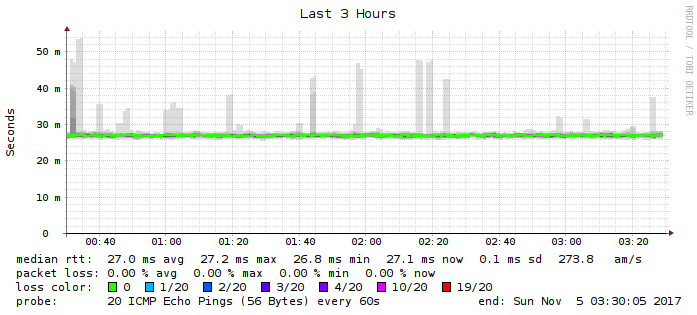 Last 3 Hours
RRDTOOL / TOBI OETIKER
Seconds
50 m
40 m
30 m
20 m
10 m
0
00:40 01:00 01:20 01:40 02:00 02:20 02:40 03:00 03:20
median rtt: 27.0 ms avg 27.2 ms max 26.8 ms min 27.1 ms now 0.1 ms sd 273.8 am/s
packet loss: 0.00 % avg 0.00 % max 0.00 % min 0.00 % now
loss color: 0 1/20 2/20 3/20 4/20 10/20 19/20
probe: 20 ICMP Echo Pings (56 Bytes) every 60s end: Sun Nov 5 03:30:05 2017